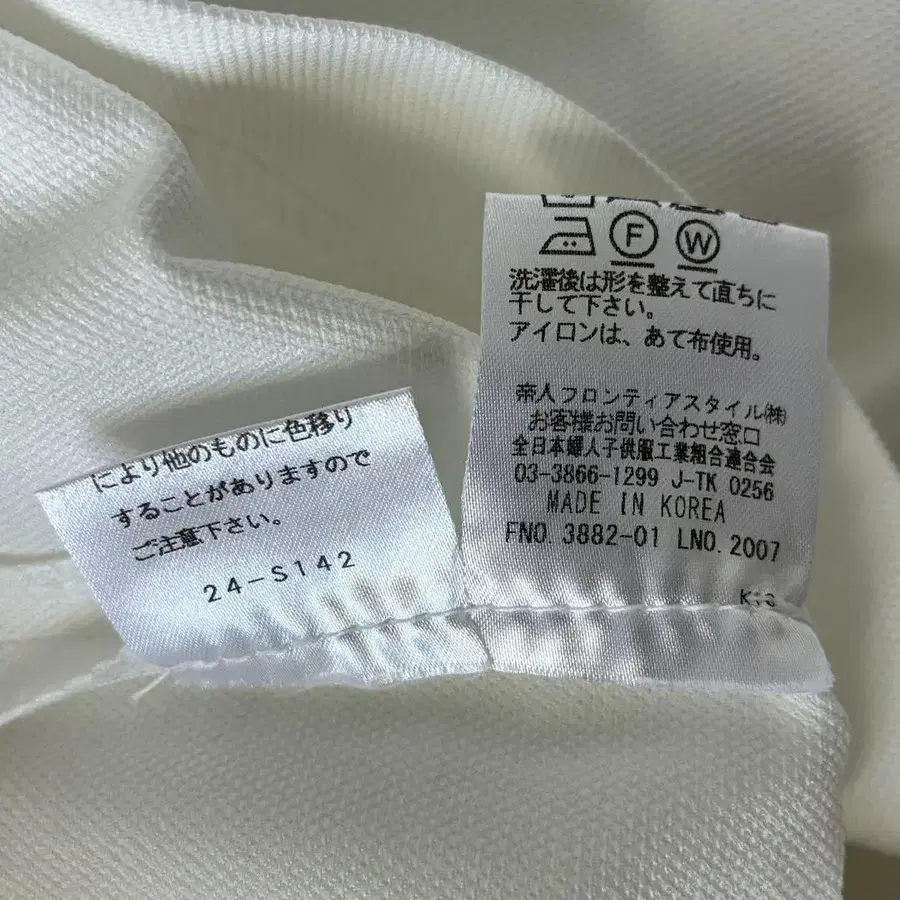 により他のものに色移り
することがありますので
ご注意下さい。
24-S142
F W
洗濯後は形を整えて直ちに
干して下さい。
アイロンは、あて布使用。
帝人フロンティアスタイル㈱
お客様お問い合わせ窓口
全日本婦人子供服工業組合連合会
03-3866-1299 J-TK 0256
MADE IN KOREA
FNO. 3882-01 LNO. 2007